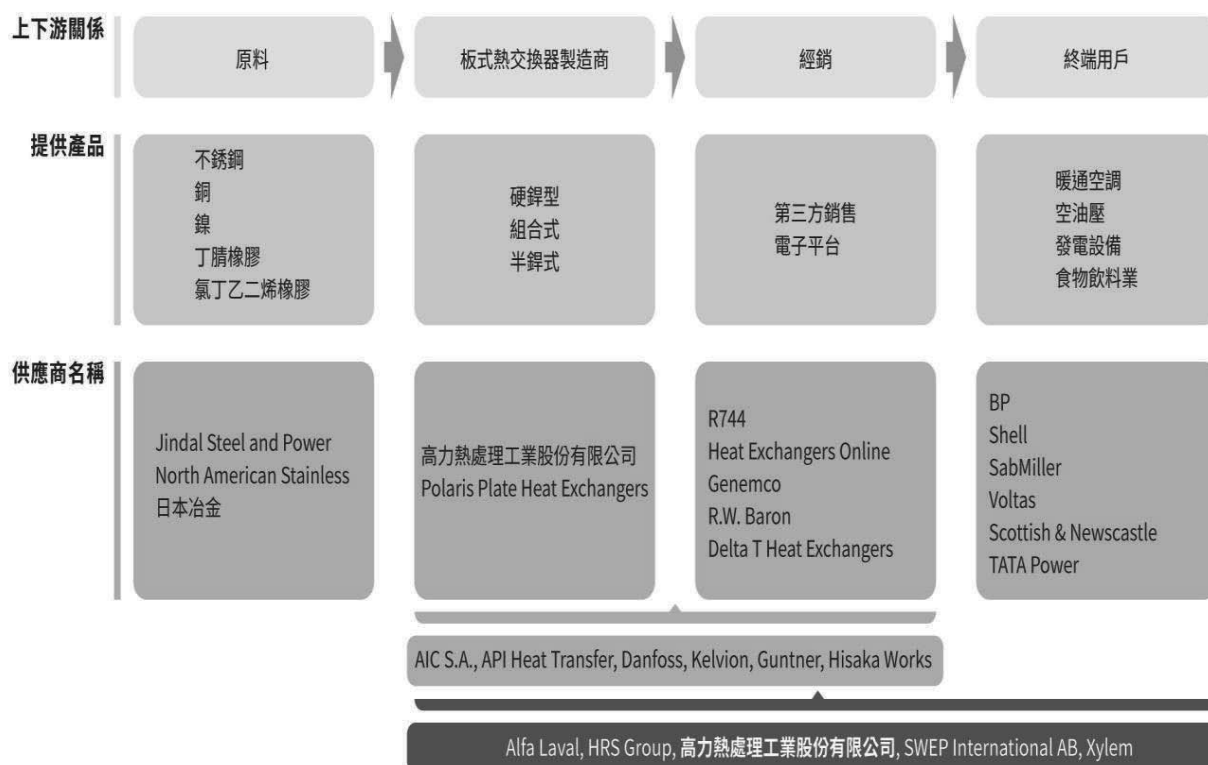 上下游關係
原料
板式熱交換器製造商
經銷
終端用戶
提供產品
不銹鋼
銅
鎳
丁腈橡膠
氯丁乙二烯橡膠
硬銲型
組合式
半銲式
第三方銷售
電子平台
暖通空調
空油壓
發電設備
食物飲料業
供應商名稱
Jindal Steel and Power
North American Stainless
日本冶金
高力熱處理工業股份有限公司
Polaris Plate Heat Exchangers
R744
Heat Exchangers Online
Genemco
R.W. Baron
Delta T Heat Exchangers
BP
Shell
SabMiller
Voltas
Scottish & Newscastle
TATA Power
AIC S.A., API Heat Transfer, Danfoss, Kelvion, Guntner, Hisaka Works
Alfa Laval, HRS Group, 高力熱處理工業股份有限公司, SWEP International AB, Xylem